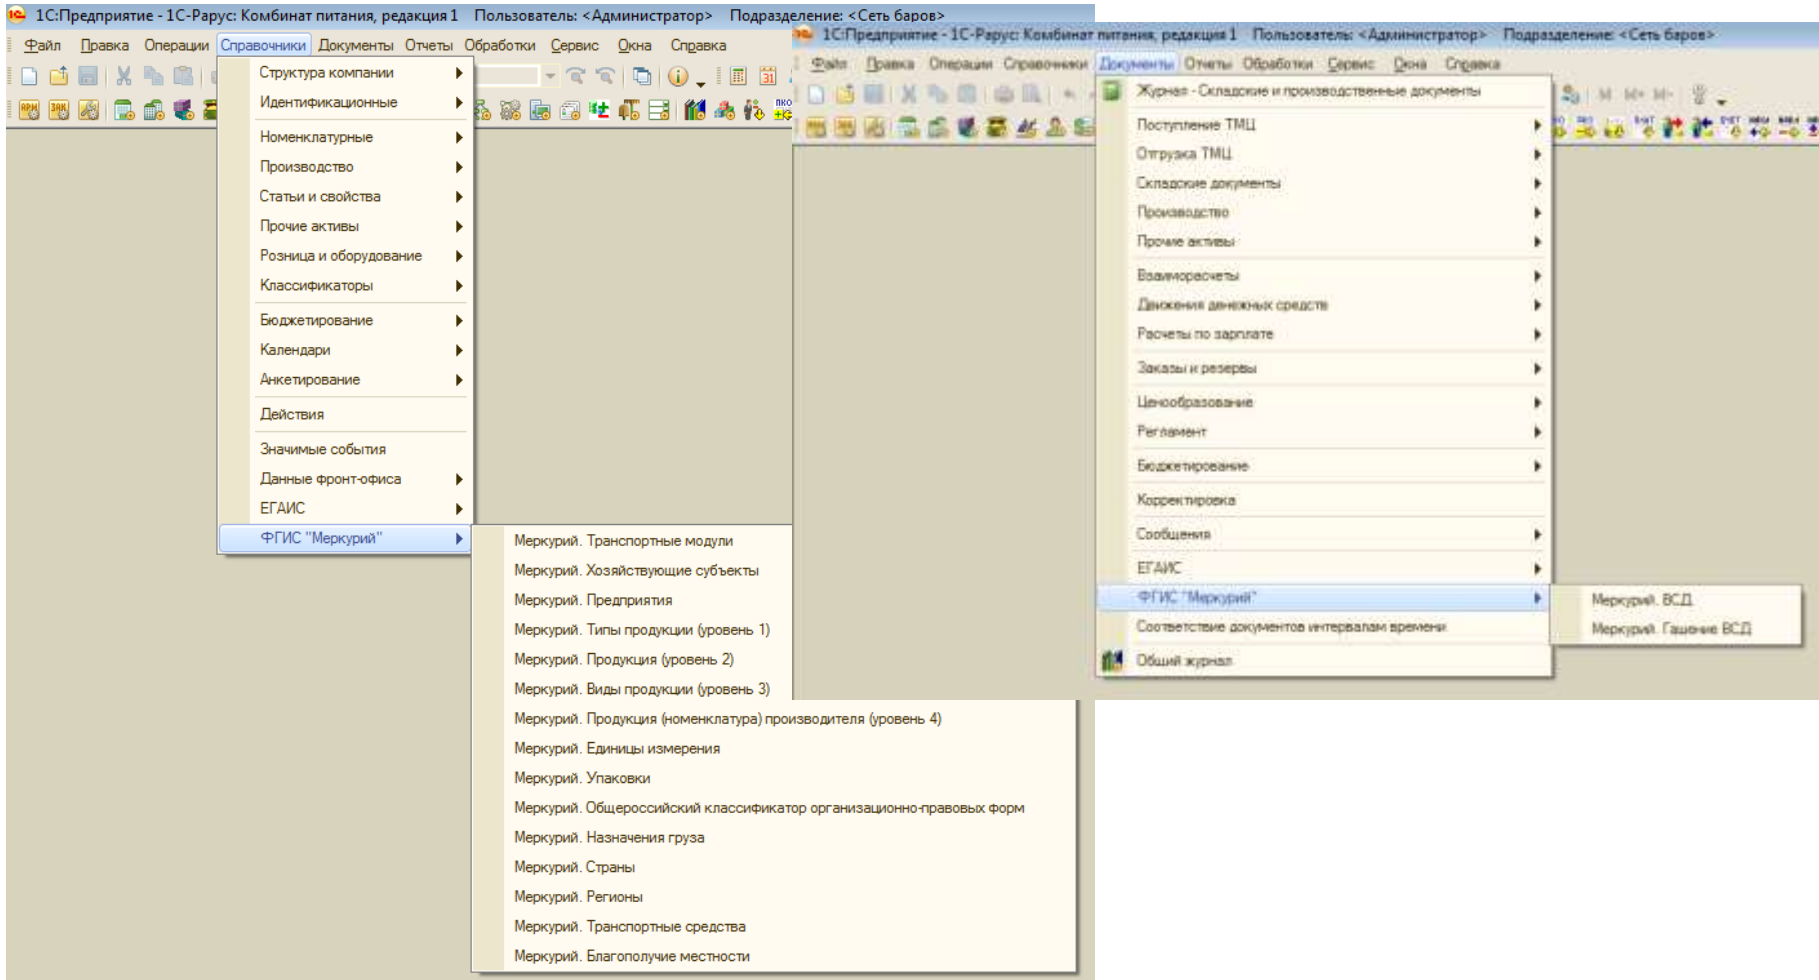 1С:Предприятие - 1С-Рарус: Комбинат питания, редакция 1 Пользователь: <Администратор> Подразделение: <Сеть баров>
Файл Правка Операции Справочники Документы Отчеты Обработки Сервис Окна Справка
Структура компании
Идентификационные
Номенклатурные
Производство
Статьи и свойства
Прочие активы
Розница и оборудование
Классификаторы
Бюджетирование
Календари
Анкетирование
Действия
Значимые события
Данные фронт-офиса
ЕГАИС
ФГИС "Меркурий"
Меркурий. Транспортные модули
Меркурий. Хозяйствующие субъекты
Меркурий. Предприятия
Меркурий. Типы продукции (уровень 1)
Меркурий. Продукция (уровень 2)
Меркурий. Виды продукции (уровень 3)
Меркурий. Продукция (номенклатура) производителя (уровень 4)
Меркурий. Единицы измерения
Меркурий. Упаковки
Меркурий. Общероссийский классификатор организационно-правовых форм
Меркурий. Назначения груза
Меркурий. Страны
Меркурий. Регионы
Меркурий. Транспортные средства
Меркурий. Благополучие местности
1С:Предприятие - 1С-Рарус: Комбинат питания, редакция 1 Пользователь: <Администратор> Подразделение: <Сеть баров>
Файл Правка Операции Справочники Документы Отчеты Обработки Сервис Окна Справка
Журнал - Складские и производственные документы
Поступление ТМЦ
Отгрузка ТМЦ
Складские документы
Производство
Прочие активы
Взаиморасчеты
Движения денежных средств
Расчеты по зарплате
Заказы и резервы
Ценообразование
Регламент
Бюджетирование
Корректировка
Сообщения
ЕГАИС
ФГИС "Меркурий"
Соответствие документов интервалам времени
Общий журнал
Меркурий. ВСД
Меркурий. Гашение ВСД